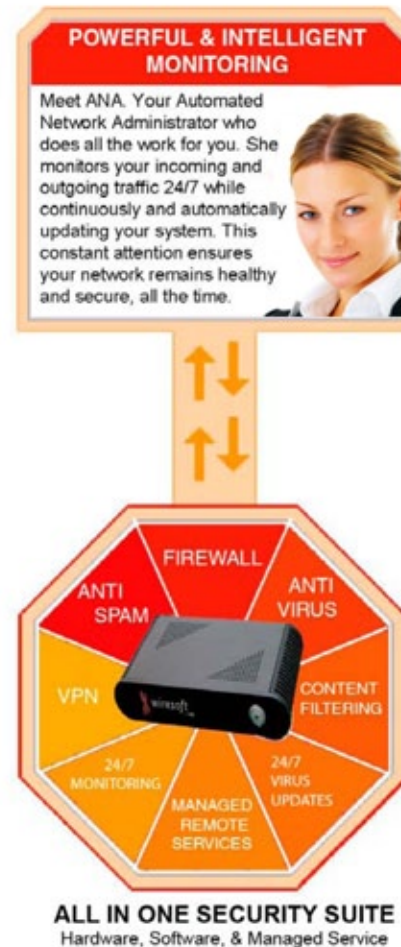 POWERFUL & INTELLIGENT
MONITORING
Meet ANA. Your Automated
Network Administrator who
does all the work for you. She
monitors your incoming and
outgoing traffic 24/7 while
continuously and automatically
updating your system. This
constant attention ensures
your network remains healthy
and secure, all the time.
FIREWALL
ANTI
SPAM
ANTI
VIRUS
VPN
wiresoft
CONTENT
FILTERING
24/7
MONITORING
24/7
VIRUS
UPDATES
MANAGED
REMOTE
SERVICES
ALL IN ONE SECURITY SUITE
Hardware, Software, & Managed Service